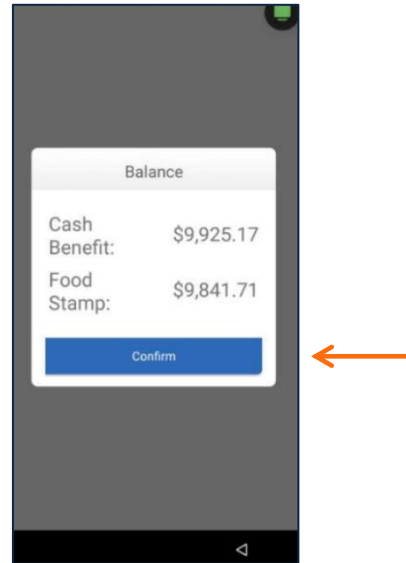 Balance
Cash
Benefit:
$9,925.17
Food
Stamp:
$9,841.71
Confirm